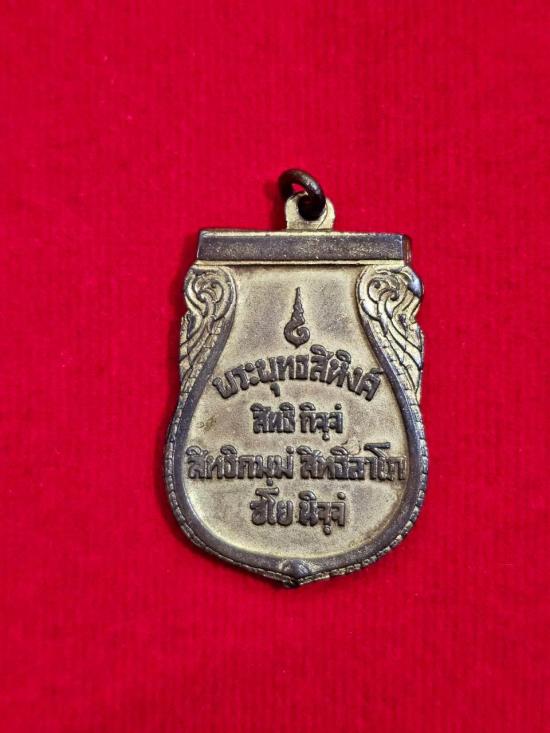 พระพุทธสิหิงค์
สิทธิ กิจฺจํ
สิทธิกมฺมํ สิทธิลาโภ
ชโย นิจฺจํ